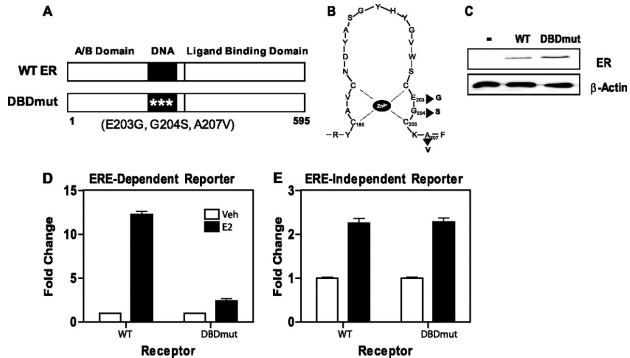 A
A/B Domain DNA Ligand Binding Domain
WT ER
DBDmut ***
1 (E203G, G204S, A207V) 595
B
S G Y H Y
A G
Y V
D W
N S
C C
V E203 G
A Zn2+ G204 S
C185 C205
–R–Y K–A207–F
V
C
- WT DBDmut
ER
β-Actin
D ERE-Dependent Reporter
Fold Change
15
10
5
0
Veh
E2
WT DBDmut
Receptor
E ERE-Independent Reporter
Fold Change
3
2
1
0
WT DBDmut
Receptor